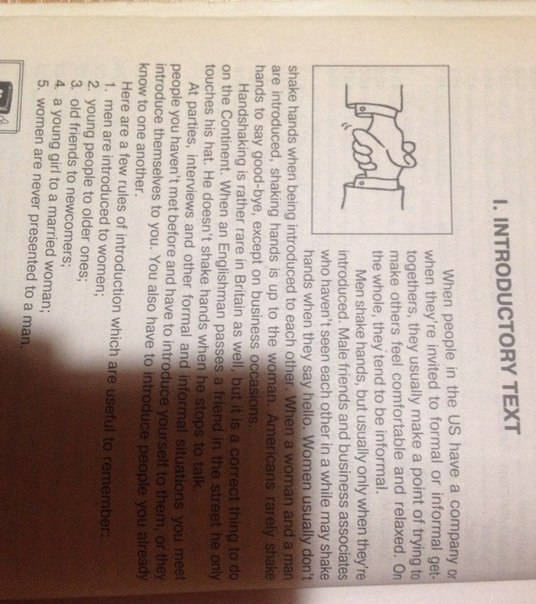 I. INTRODUCTORY TEXT
When people in the US have a company or
when they're invited to formal or informal get-
togethers, they usually make a point of trying to
make others feel comfortable and relaxed. On
the whole, they tend to be informal.
Men shake hands, but usually only when they're
introduced. Male friends and business associates
who haven't seen each other in a while may shake
hands when they say hello. Women usually don't
shake hands when being introduced to each other. When a woman and a man
are introduced, shaking hands is up to the woman. Americans rarely shake
hands to say good-bye, except on business occasions.
Handshaking is rather rare in Britain as well, but it is a correct thing to do
on the Continent. When an Englishman passes a friend in the street he only
touches his hat. He doesn't shake hands when he stops to talk.
At parties, interviews and other formal and informal situations you meet
people you haven't met before and have to introduce yourself to them, or they
introduce themselves to you. You also have to introduce people you already
know to one another.
Here are a few rules of introduction which are useful to remember:
1. men are introduced to women;
2. young people to older ones;
3. old friends to newcomers;
4. a young girl to a married woman;
5. women are never presented to a man.